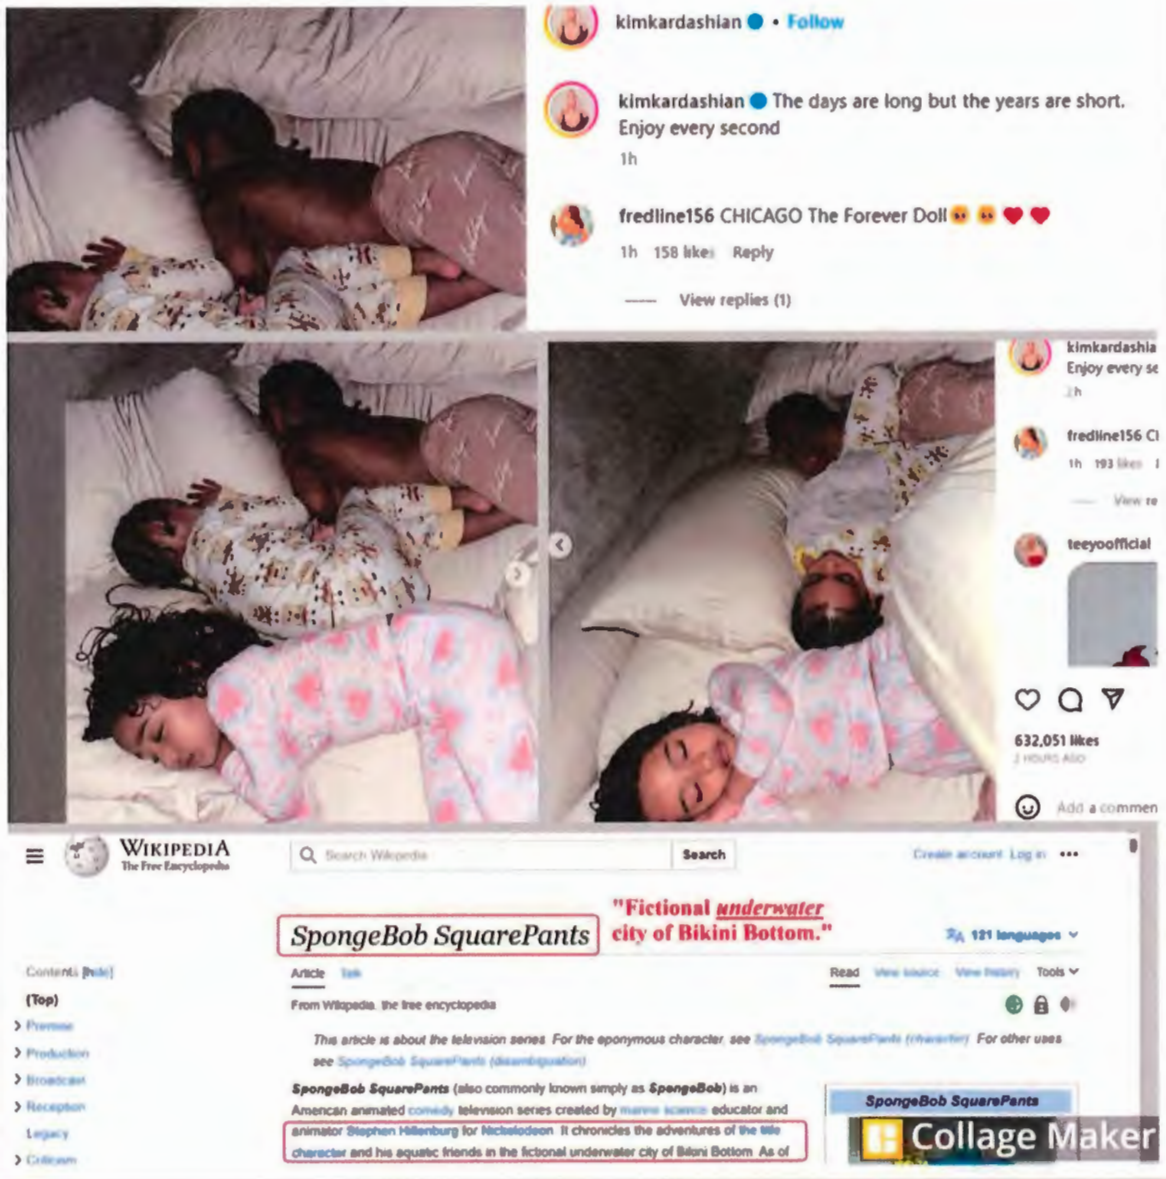 kimkardashian • Follow
kimkardashian The days are long but the years are short.
Enjoy every second
1h
fredline156 CHICAGO The Forever Doll
1h 158 likes Reply
View replies (1)
kimkardashia
Enjoy every se
fredline156 C
1h 193 likes
View re
teeyoofficial
632,051 likes
2 HOURS AGO
Add a commen
WIKIPEDIA
The Free Encyclopedia
Search Wikipedia
Search
Create account Log in •••
"Fictional underwater
city of Bikini Bottom."
SpongeBob SquarePants
121 languages
Contents [hide]
Article Talk
Read View source View history Tools
(Top)
From Wikipedia, the free encyclopedia
Premise
Production
Broadcast
Reception
Legacy
Criticism
This article is about the television series. For the eponymous character, see SpongeBob SquarePants (character). For other uses,
see SpongeBob SquarePants (disambiguation).
SpongeBob SquarePants (also commonly known simply as SpongeBob) is an
American animated comedy television series created by marine science educator and
animator Stephen Hillenburg for Nickelodeon. It chronicles the adventures of the title
character and his aquatic friends in the fictional underwater city of Bikini Bottom. As of
SpongeBob SquarePants
Collage Maker